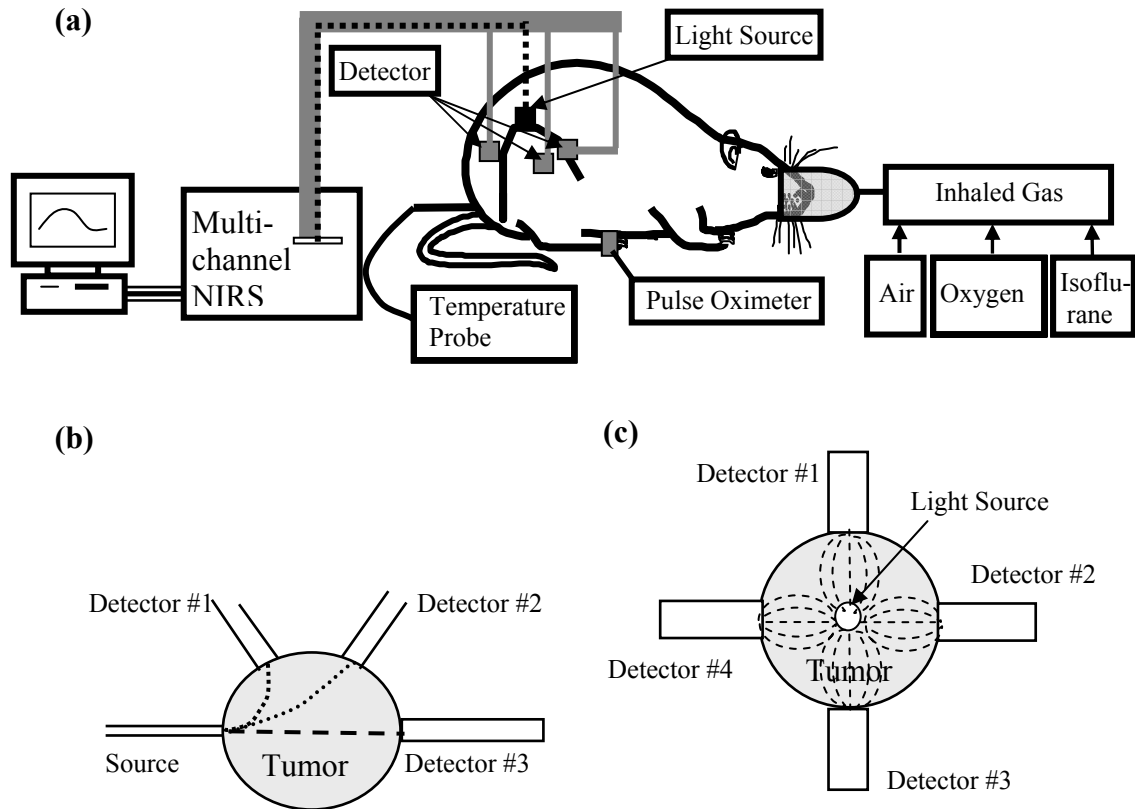 (a)
Light Source
Detector
Multi-
channel
NIRS
Temperature
Probe
Pulse Oximeter
Inhaled Gas
Air
Oxygen
Isoflu-
rane
(b)
Detector #1
Detector #2
Source
Tumor
Detector #3
(c)
Detector #1
Light Source
Detector #2
Detector #4
Tumor
Detector #3